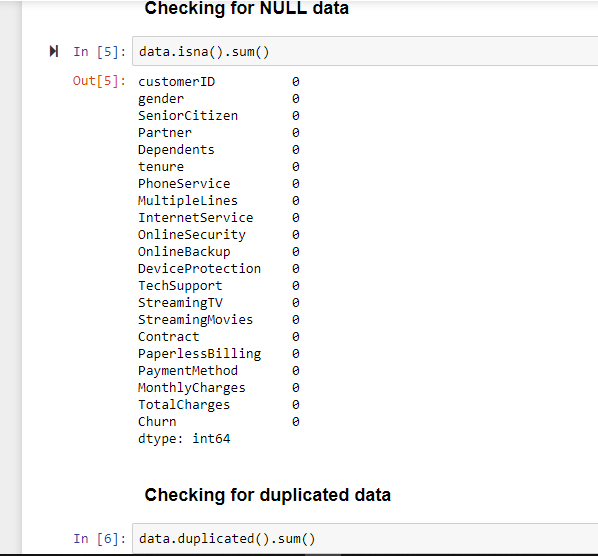 Checking for NULL data
In [5]: data.isna().sum()
Out[5]: customerID 0
gender 0
SeniorCitizen 0
Partner 0
Dependents 0
tenure 0
PhoneService 0
MultipleLines 0
InternetService 0
OnlineSecurity 0
OnlineBackup 0
DeviceProtection 0
TechSupport 0
StreamingTV 0
StreamingMovies 0
Contract 0
PaperlessBilling 0
PaymentMethod 0
MonthlyCharges 0
TotalCharges 0
Churn 0
dtype: int64
Checking for duplicated data
In [6]: data.duplicated().sum()